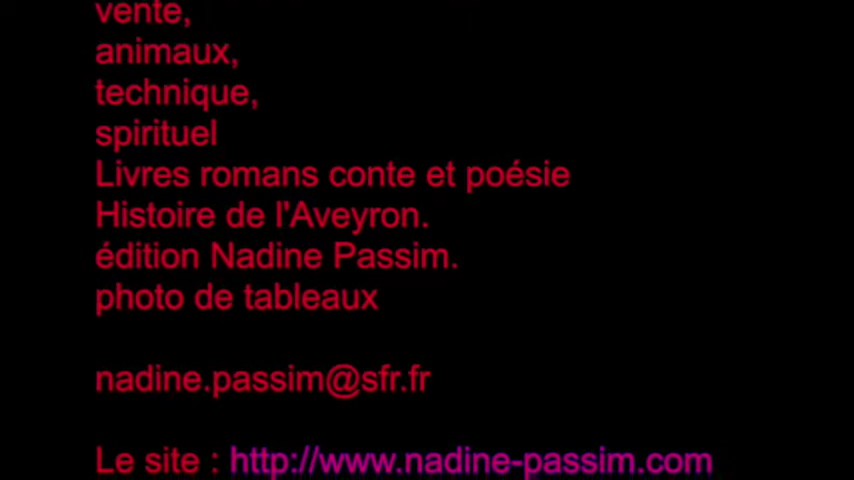 vente,
animaux,
technique,
spirituel
Livres romans conte et poésie
Histoire de l'Aveyron.
édition Nadine Passim.
photo de tableaux
nadine.passim@sfr.fr
Le site : http://www.nadine-passim.com